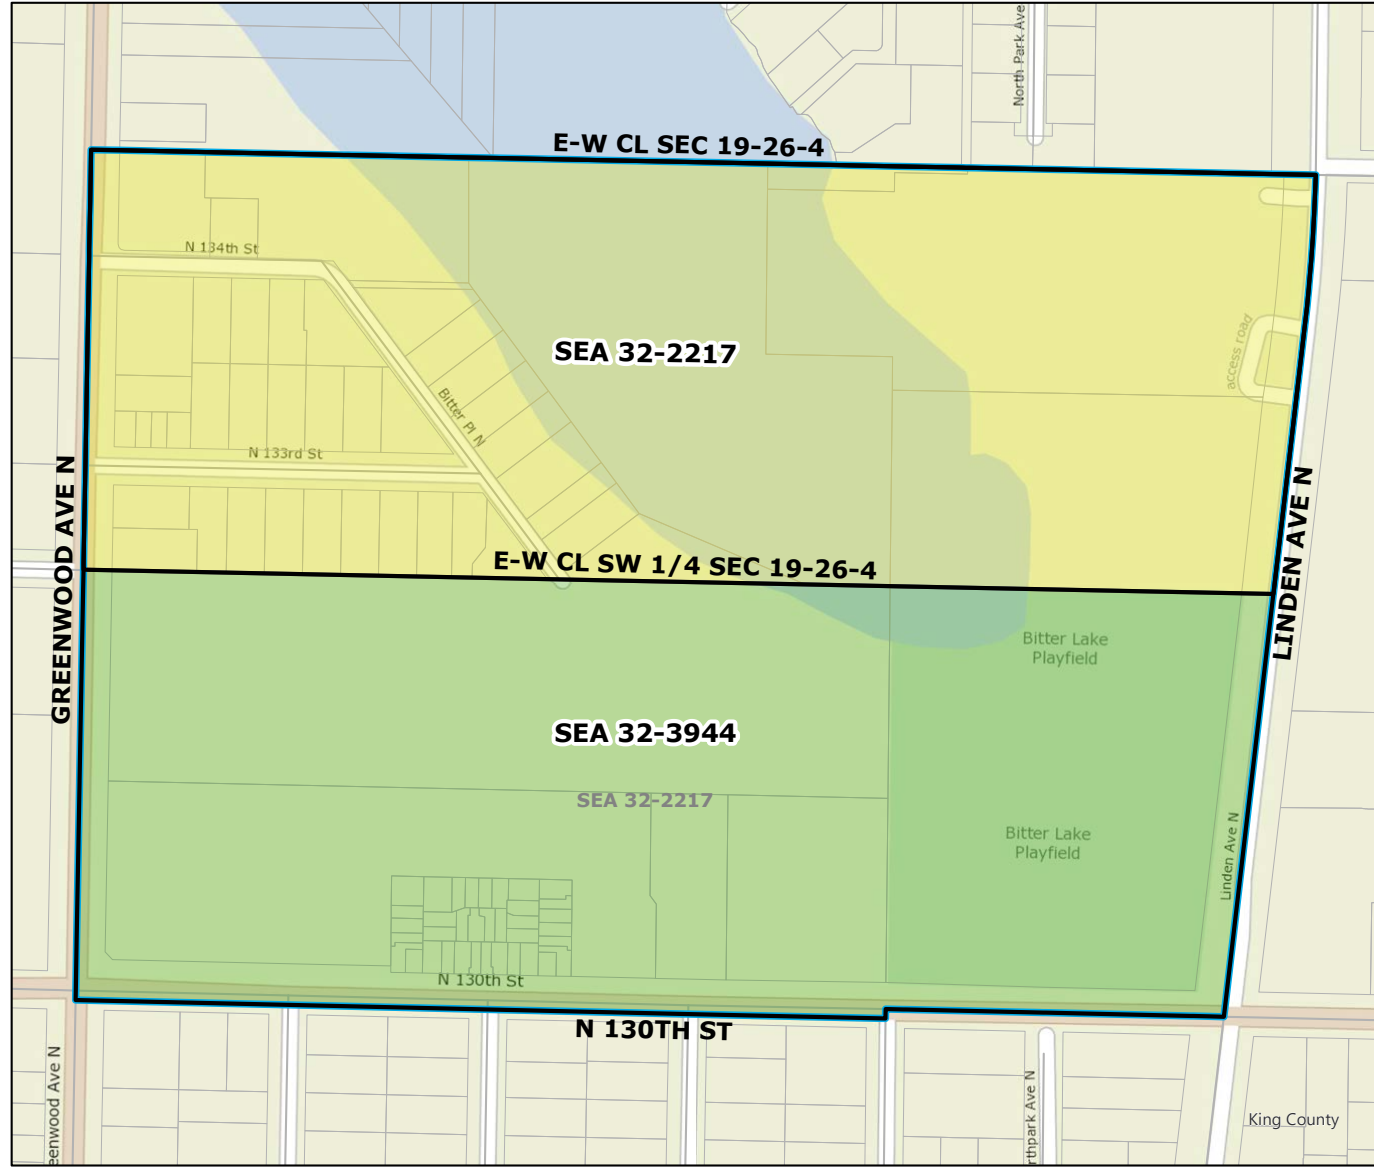 North Park Ave
E-W CL SEC 19-26-4
N 134th St
access road
SEA 32-2217
Bitter Pl N
N 133rd St
GREENWOOD AVE N
LINDEN AVE N
E-W CL SW 1/4 SEC 19-26-4
Bitter Lake
Playfield
SEA 32-3944
SEA 32-2217
Bitter Lake
Playfield
Linden Ave N
N 130th St
N 130TH ST
eenwood Ave N
rthpark Ave N
King County